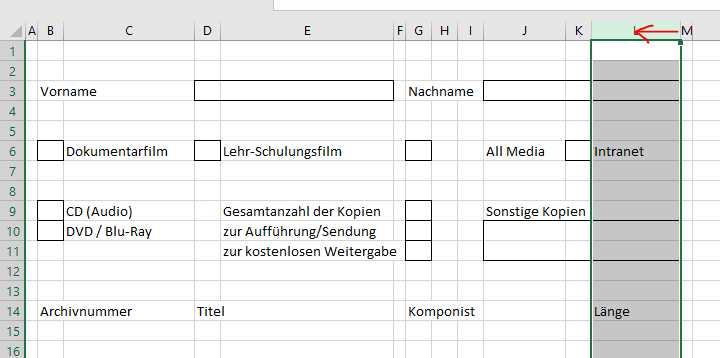 A B C D E F G H I J K L M
1
2
3 Vorname Nachname
4
5
6 Dokumentarfilm Lehr-Schulungsfilm All Media Intranet
7
8
9 CD (Audio) Gesamtanzahl der Kopien Sonstige Kopien
10 DVD / Blu-Ray zur Aufführung/Sendung
11 zur kostenlosen Weitergabe
12
13
14 Archivnummer Titel Komponist Länge
15
16